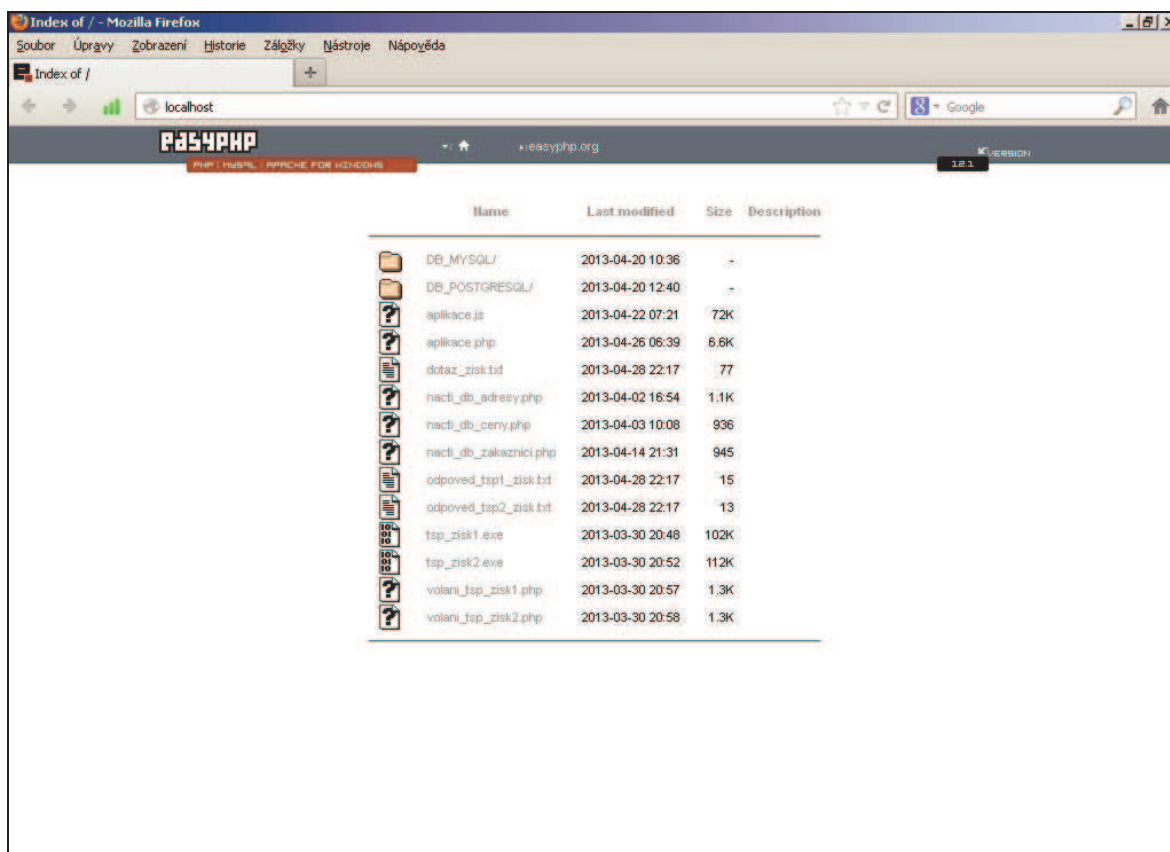 Index of / - Mozilla Firefox
Soubor Úpravy Zobrazení Historie Záložky Nástroje Nápověda
Index of /
localhost Google
easyPHP easyphp.org VERSION
PHP | MYSQL | APACHE FOR WINDOWS 12.1
Name Last modified Size Description
DB_MYSQL/ 2013-04-20 10:36 -
DB_POSTGRESQL/ 2013-04-20 12:40 -
aplikace.js 2013-04-22 07:21 72K
aplikace.php 2013-04-26 06:39 6.6K
dotaz_zisk.txt 2013-04-28 22:17 77
nacti_db_adresy.php 2013-04-02 16:54 1.1K
nacti_db_ceny.php 2013-04-03 10:08 936
nacti_db_zakaznici.php 2013-04-14 21:31 945
odpoved_tsp1_zisk.txt 2013-04-28 22:17 15
odpoved_tsp2_zisk.txt 2013-04-28 22:17 13
tsp_zisk1.exe 2013-03-30 20:48 102K
tsp_zisk2.exe 2013-03-30 20:52 112K
volani_tsp_zisk1.php 2013-03-30 20:57 1.3K
volani_tsp_zisk2.php 2013-03-30 20:58 1.3K